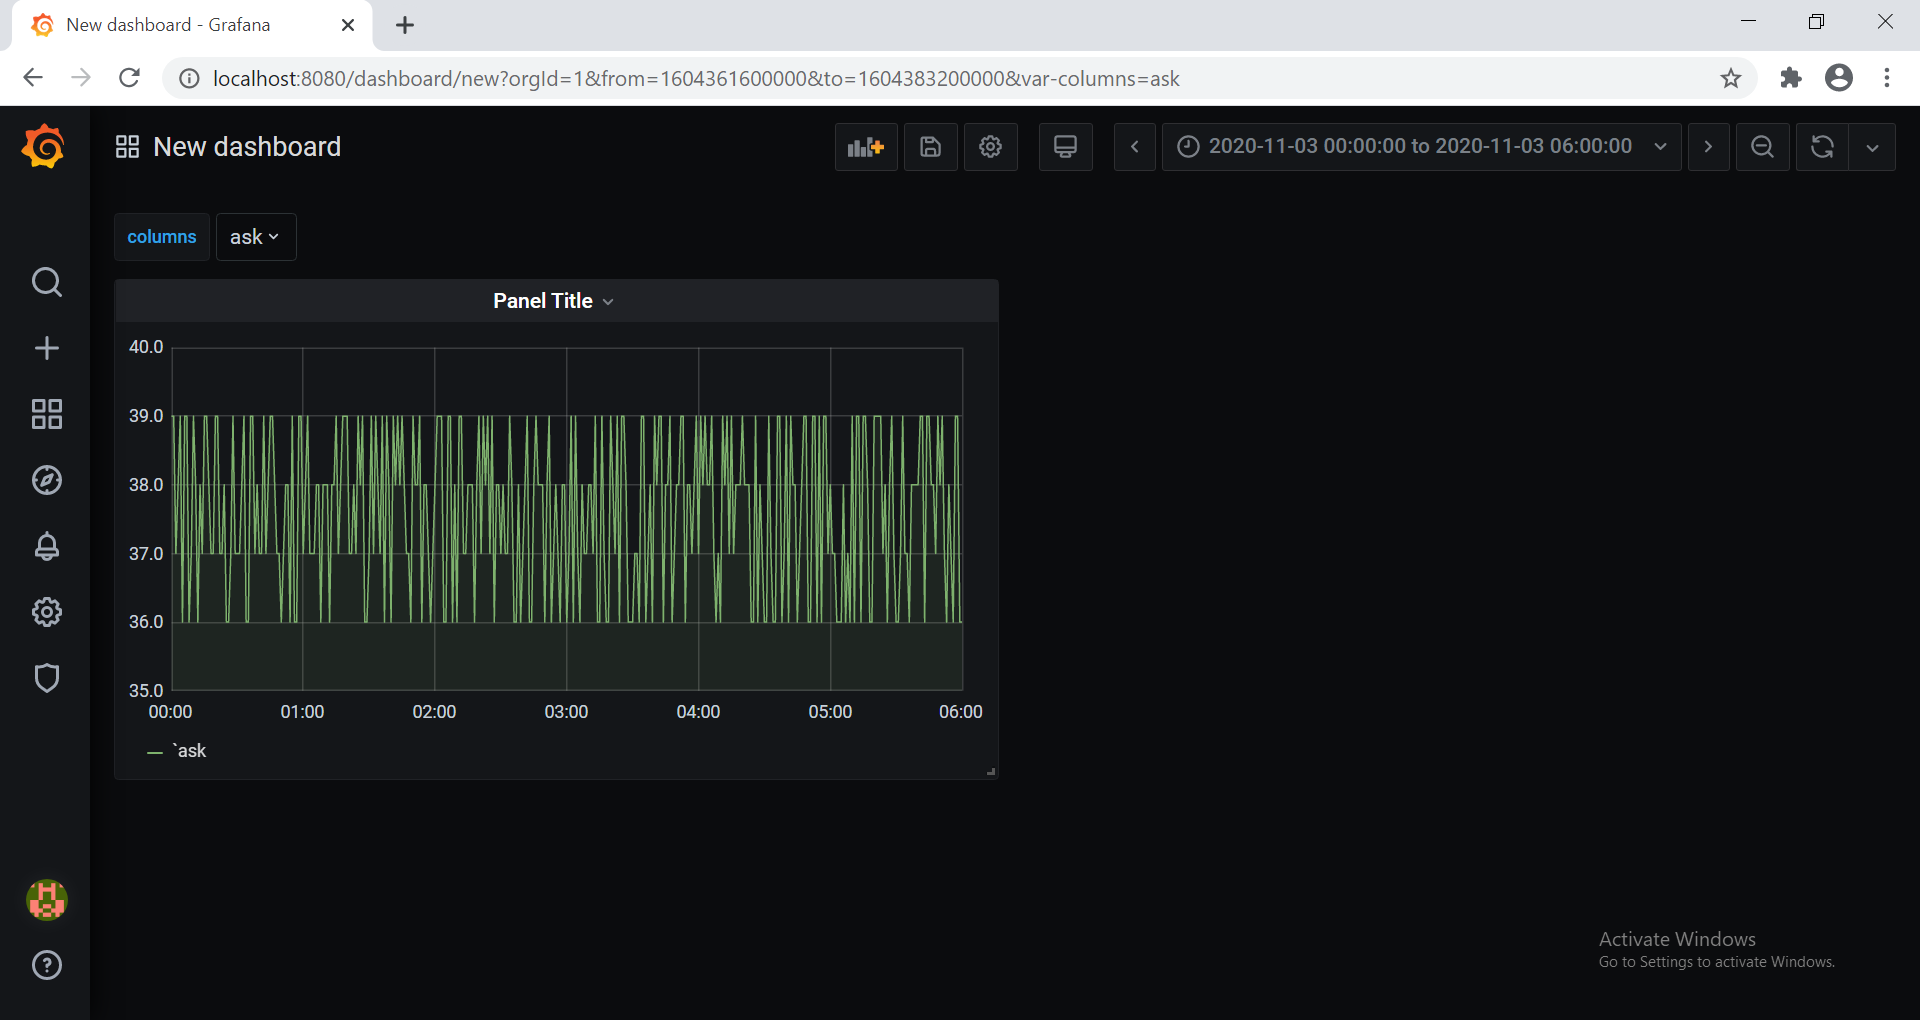 New dashboard - Grafana
localhost:8080/dashboard/new?orgId=1&from=1604361600000&to=1604383200000&var-columns=ask
New dashboard
2020-11-03 00:00:00 to 2020-11-03 06:00:00
columns
ask
Panel Title
40.0
39.0
38.0
37.0
36.0
35.0
00:00
01:00
02:00
03:00
04:00
05:00
06:00
`ask
Activate Windows
Go to Settings to activate Windows.